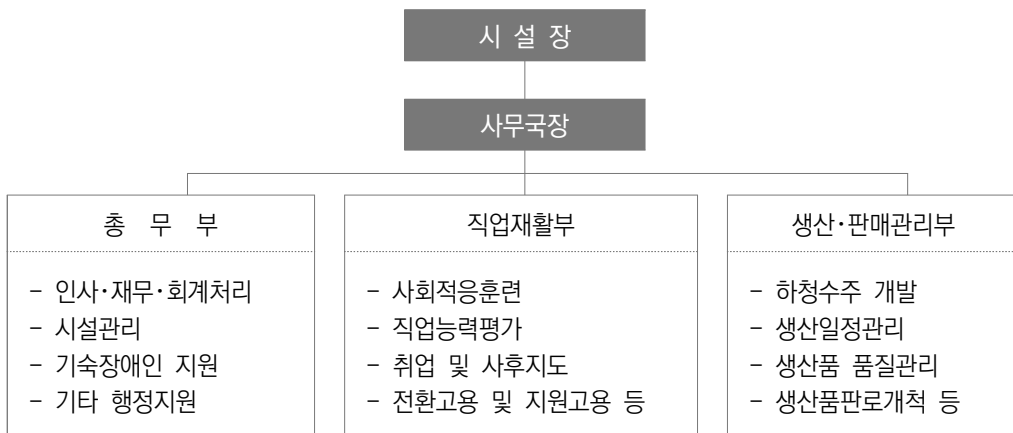 시 설 장
사무국장
총 무 부
- 인사·재무·회계처리
- 시설관리
- 기숙장애인 지원
- 기타 행정지원
직업재활부
- 사회적응훈련
- 직업능력평가
- 취업 및 사후지도
- 전환고용 및 지원고용 등
생산·판매관리부
- 하청수주 개발
- 생산일정관리
- 생산품 품질관리
- 생산품판로개척 등